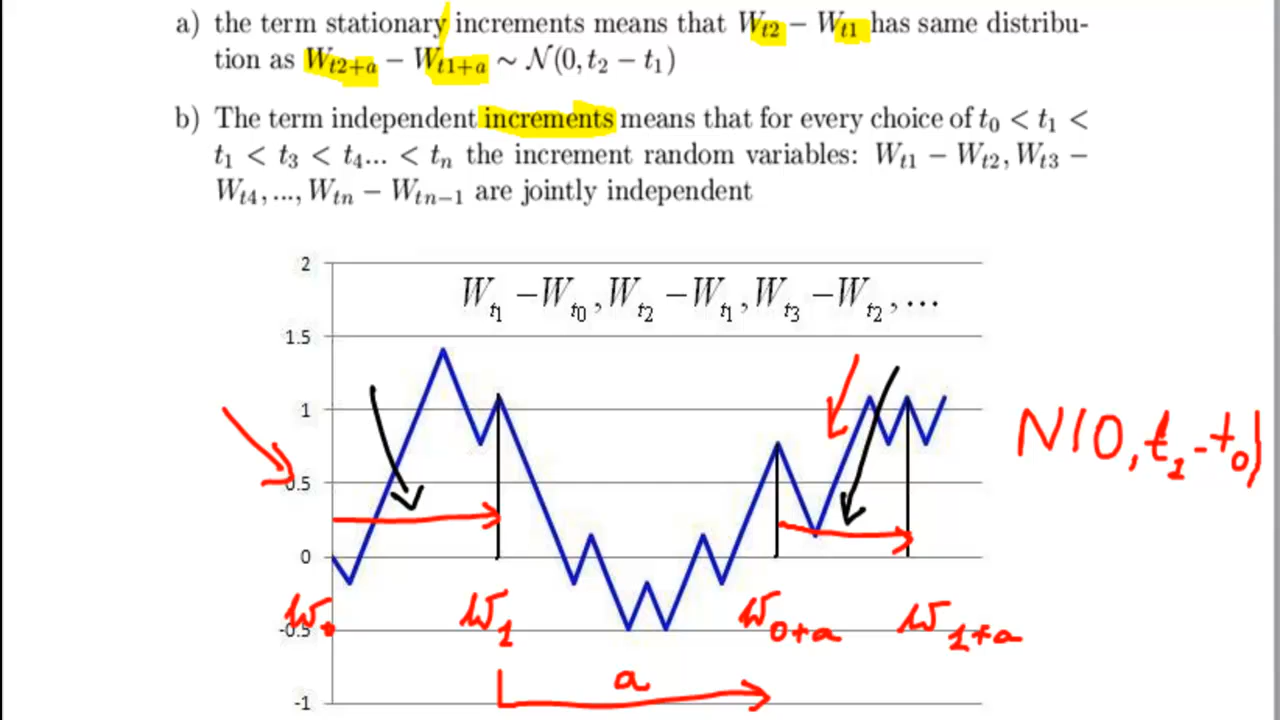 a) the term stationary increments means that W_{t2} − W_{t1} has same distribu-
tion as W_{t2+a} − W_{t1+a} ∼ N(0, t_2 − t_1)
b) The term independent increments means that for every choice of t_0 < t_1 <
t_1 < t_3 < t_4... < t_n the increment random variables: W_{t1} − W_{t2}, W_{t3} −
W_{t4}, ..., W_{tn} − W_{tn−1} are jointly independent
2
W_{t_1} − W_{t_0}, W_{t_2} − W_{t_1}, W_{t_3} − W_{t_2}, ...
1.5
1
N(0, t_1 - t_0)
0.5
0
W_0 W_1 W_{0+a} W_{1+a}
-0.5
a
-1